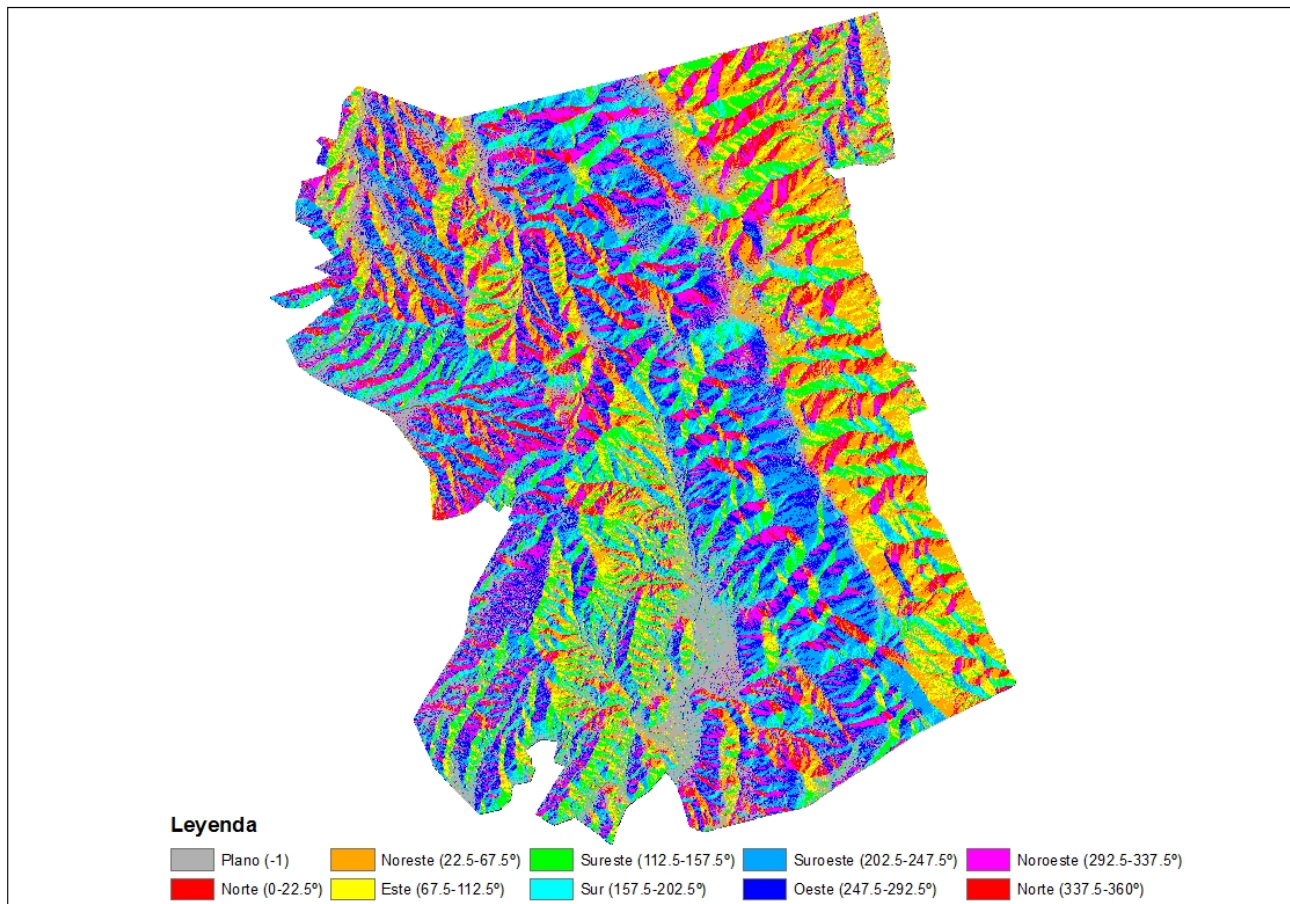 Leyenda
Plano (-1)
Noreste (22.5-67.5º)
Sureste (112.5-157.5º)
Suroeste (202.5-247.5º)
Noroeste (292.5-337.5º)
Norte (0-22.5º)
Este (67.5-112.5º)
Sur (157.5-202.5º)
Oeste (247.5-292.5º)
Norte (337.5-360º)